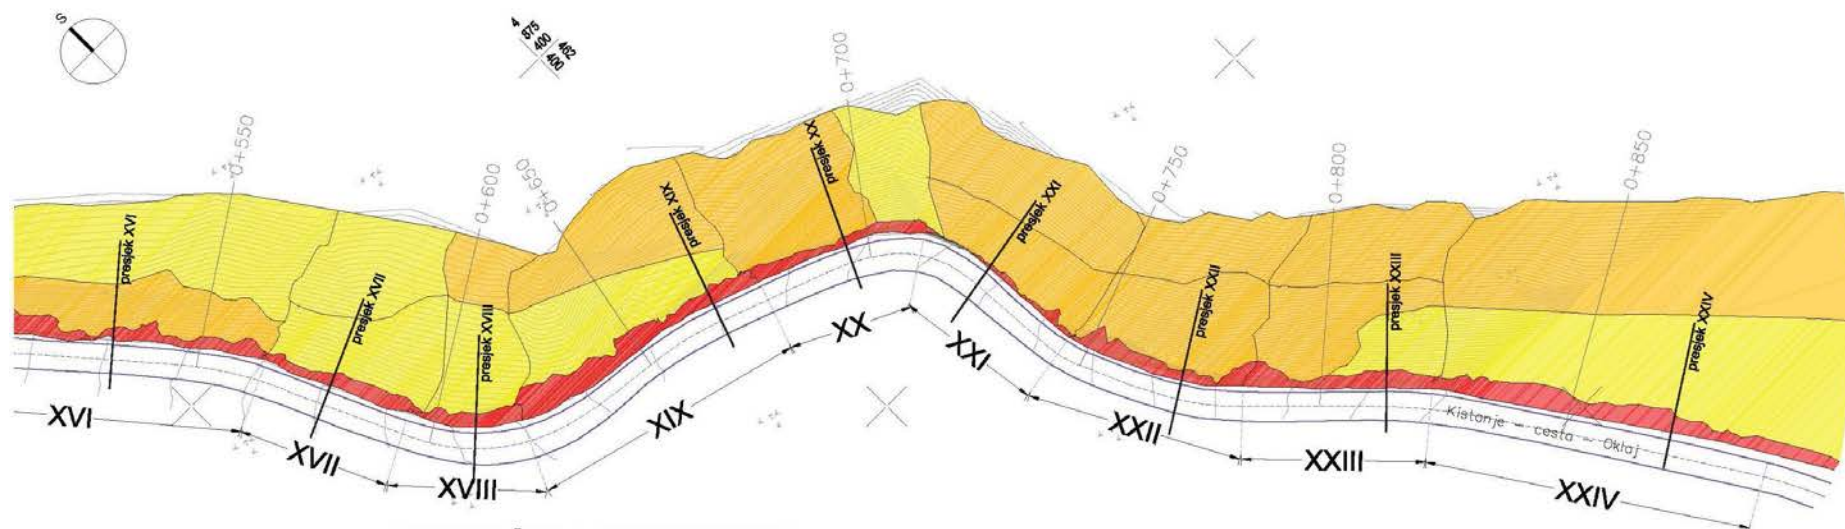 S
4
875
400
462
400
0+550
0+600
0+650
0+700
0+750
0+800
0+850
presjek XVI
presjek XVII
presjek XVIII
presjek XIX
presjek XX
presjek XXI
presjek XXII
presjek XXIII
presjek XXIV
Kistanje – cesta – Oklaj
XVI
XVII
XVIII
XIX
XX
XXI
XXII
XXIII
XXIV